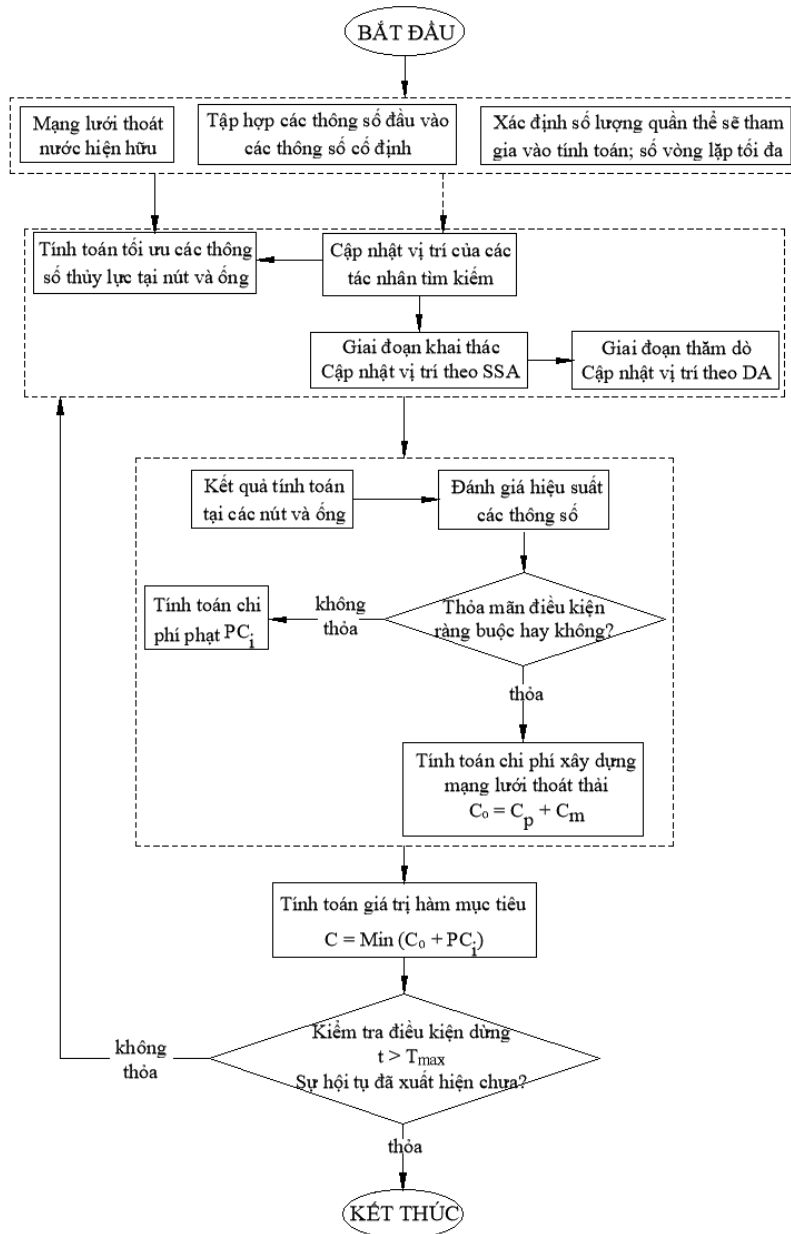 BẮT ĐẦU
Mạng lưới thoát
nước hiện hữu
Tập hợp các thông số đầu vào
các thông số cố định
Xác định số lượng quần thể sẽ tham
gia vào tính toán; số vòng lặp tối đa
Tính toán tối ưu các thông
số thủy lực tại nút và ống
Cập nhật vị trí của các
tác nhân tìm kiếm
Giai đoạn khai thác
Cập nhật vị trí theo SSA
Giai đoạn thăm dò
Cập nhật vị trí theo DA
Kết quả tính toán
tại các nút và ống
Đánh giá hiệu suất
các thông số
Thỏa mãn điều kiện
ràng buộc hay không?
không
thỏa
Tính toán chi
phí phạt PCi
thỏa
Tính toán chi phí xây dựng
mạng lưới thoát thải
C₀ = Cp + Cm
Tính toán giá trị hàm mục tiêu
C = Min (C₀ + PCi)
Kiểm tra điều kiện dừng
t > Tmax
Sự hội tụ đã xuất hiện chưa?
không
thỏa
thỏa
KẾT THÚC